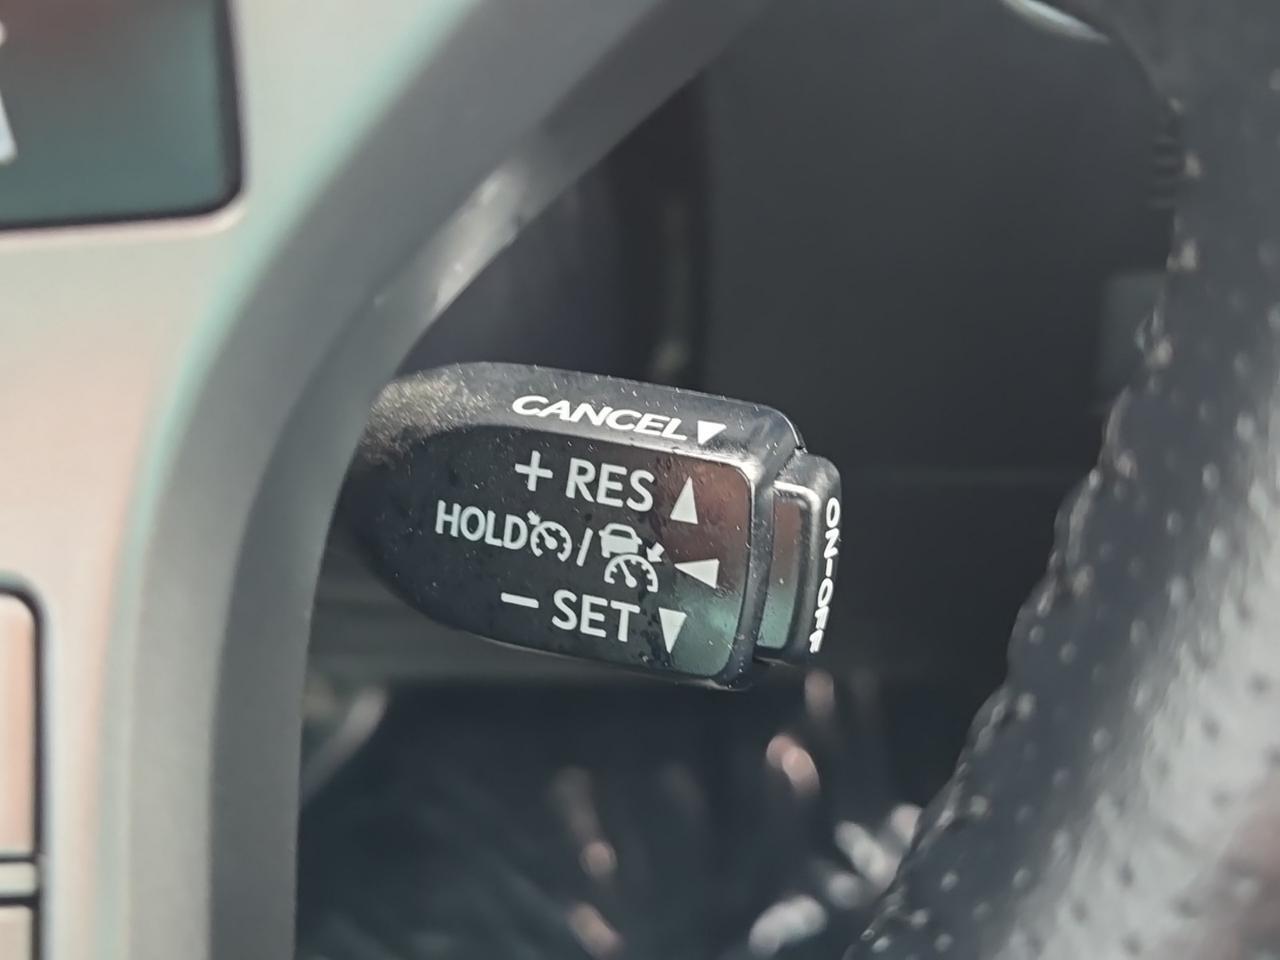 CANCEL▼
+ RES ▲
HOLD / ◀
− SET ▼
ON-OFF